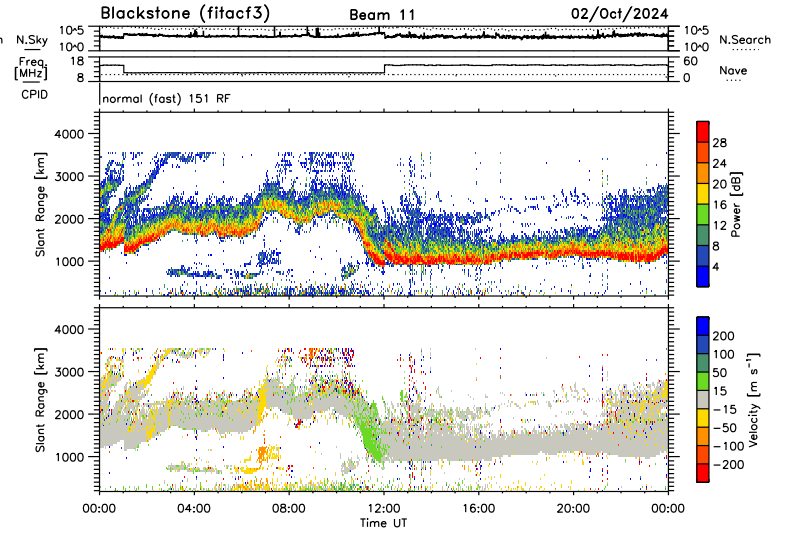 Blackstone (fitacf3) Beam 11 02/Oct/2024
N.Sky 10^5 10^0 10^5 10^0 N.Search
Freq. [MHz] 18 8 60 0 Nave
CPID normal (fast) 151 RF
Slant Range [km] 4000 3000 2000 1000
28 24 20 16 12 8 4 Power [dB]
Slant Range [km] 4000 3000 2000 1000
200 100 50 15 -15 -50 -100 -200 Velocity [m s⁻¹]
00:00 04:00 08:00 12:00 16:00 20:00 00:00
Time UT